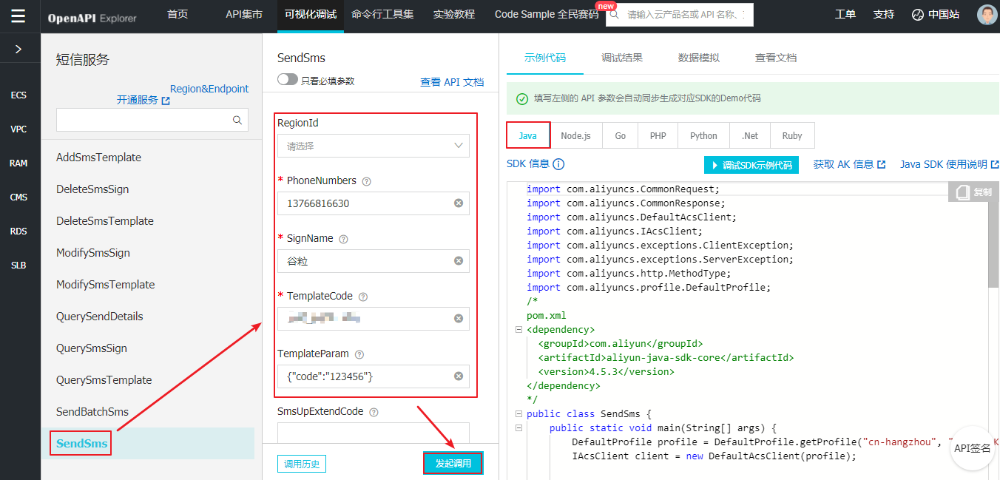 OpenAPI Explorer
首页
API集市
可视化调试
命令行工具集
实验教程
Code Sample 全民赛码
new
请输入云产品名或 API 名称、
工单
支持
中国站
ECS
VPC
RAM
CMS
RDS
SLB
短信服务
Region&Endpoint
开通服务
AddSmsTemplate
DeleteSmsSign
DeleteSmsTemplate
ModifySmsSign
ModifySmsTemplate
QuerySendDetails
QuerySmsSign
QuerySmsTemplate
SendBatchSms
SendSms
SendSms
只看必填参数
查看 API 文档
RegionId
请选择
* PhoneNumbers
13766816630
* SignName
谷粒
* TemplateCode
TemplateParam
{"code":"123456"}
SmsUpExtendCode
调用历史
发起调用
示例代码
调试结果
数据模拟
查看文档
填写左侧的 API 参数会自动同步生成对应SDK的Demo代码
Java
Node.js
Go
PHP
Python
.Net
Ruby
SDK 信息
调试SDK示例代码
获取 AK 信息
Java SDK 使用说明
复制
import com.aliyuncs.CommonRequest;
import com.aliyuncs.CommonResponse;
import com.aliyuncs.DefaultAcsClient;
import com.aliyuncs.IAcsClient;
import com.aliyuncs.exceptions.ClientException;
import com.aliyuncs.exceptions.ServerException;
import com.aliyuncs.http.MethodType;
import com.aliyuncs.profile.DefaultProfile;
/*
pom.xml
<dependency>
<groupId>com.aliyun</groupId>
<artifactId>aliyun-java-sdk-core</artifactId>
<version>4.5.3</version>
</dependency>
*/
public class SendSms {
public static void main(String[] args) {
DefaultProfile profile = DefaultProfile.getProfile("cn-hangzhou", "
IAcsClient client = new DefaultAcsClient(profile);
API签名